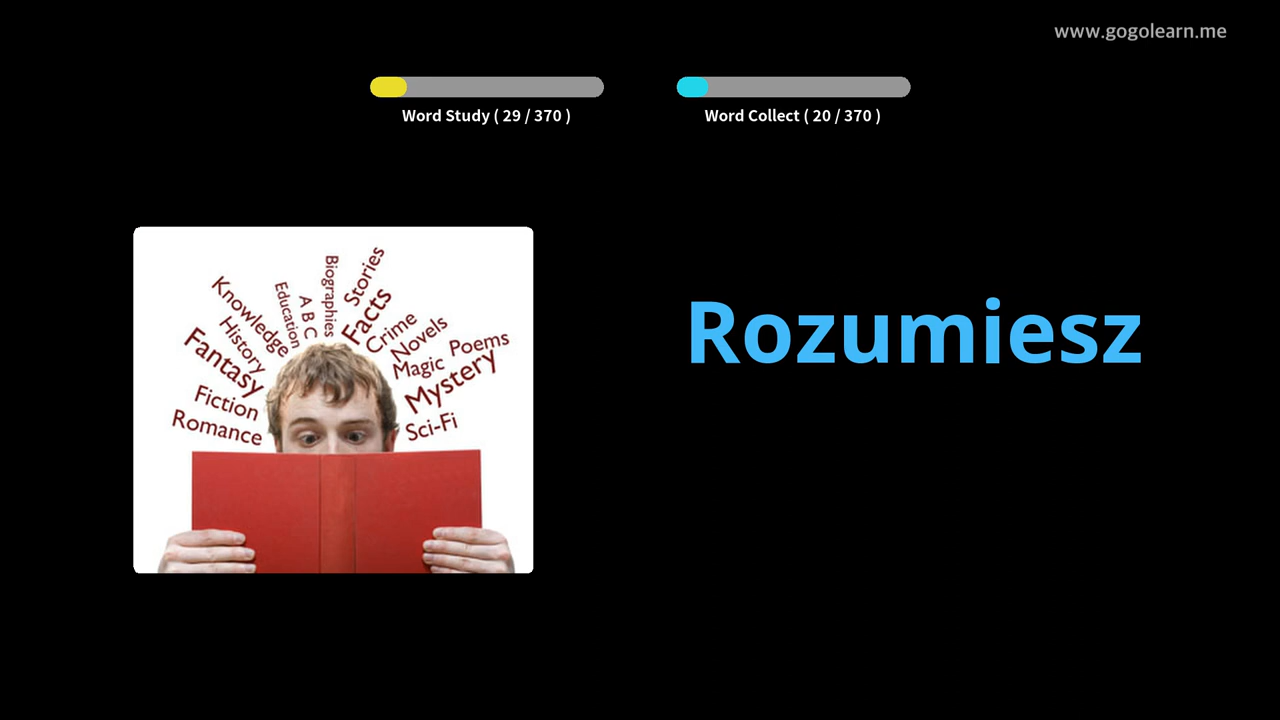 www.gogolearn.me
Word Study ( 29 / 370 )
Word Collect ( 20 / 370 )
Rozumiesz
Romance
Fiction
Fantasy
History
Knowledge
Education
A B C
Biographies
Stories
Facts
Crime
Novels
Magic
Poems
Mystery
Sci-Fi